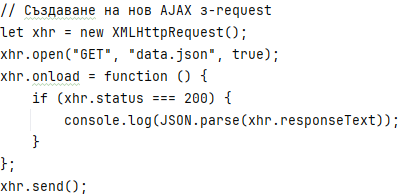 // Създаване на нов AJAX з-request
let xhr = new XMLHttpRequest();
xhr.open("GET", "data.json", true);
xhr.onload = function () {
    if (xhr.status === 200) {
        console.log(JSON.parse(xhr.responseText));
    }
};
xhr.send();